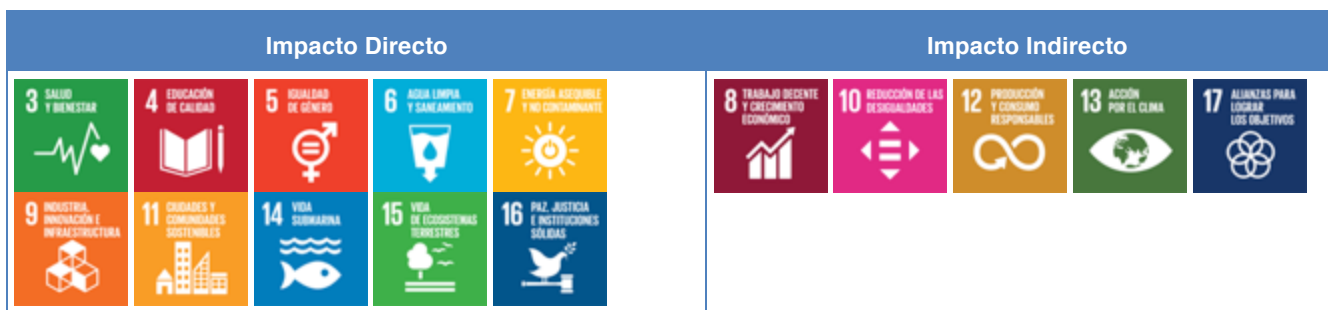 Impacto Directo
Impacto Indirecto
3 SALUD
Y BIENESTAR
4 EDUCACIÓN
DE CALIDAD
5 IGUALDAD
DE GÉNERO
6 AGUA LIMPIA
Y SANEAMIENTO
7 ENERGÍA ASEQUIBLE
Y NO CONTAMINANTE
9 INDUSTRIA,
INNOVACIÓN E
INFRAESTRUCTURA
11 CIUDADES Y
COMUNIDADES
SOSTENIBLES
14 VIDA
SUBMARINA
15 VIDA
DE ECOSISTEMAS
TERRESTRES
16 PAZ, JUSTICIA
E INSTITUCIONES
SÓLIDAS
8 TRABAJO DECENTE
Y CRECIMIENTO
ECONÓMICO
10 REDUCCIÓN DE LAS
DESIGUALDADES
12 PRODUCCIÓN
Y CONSUMO
RESPONSABLES
13 ACCIÓN
POR EL CLIMA
17 ALIANZAS PARA
LOGRAR
LOS OBJETIVOS